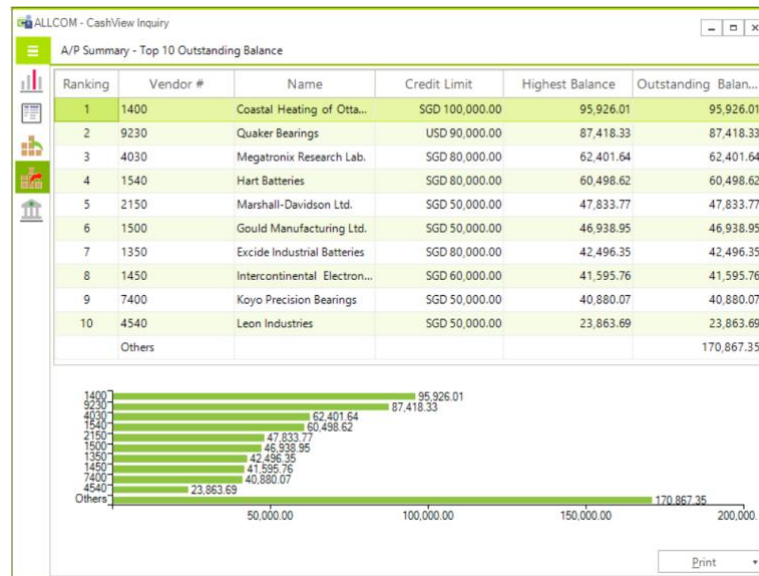 ALLCOM - CashView Inquiry
A/P Summary - Top 10 Outstanding Balance
Ranking Vendor # Name Credit Limit Highest Balance Outstanding Balan...
1 1400 Coastal Heating of Otta... SGD 100,000.00 95,926.01 95,926.01
2 9230 Quaker Bearings USD 90,000.00 87,418.33 87,418.33
3 4030 Megatronix Research Lab. SGD 80,000.00 62,401.64 62,401.64
4 1540 Hart Batteries SGD 80,000.00 60,498.62 60,498.62
5 2150 Marshall-Davidson Ltd. SGD 50,000.00 47,833.77 47,833.77
6 1500 Gould Manufacturing Ltd. SGD 50,000.00 46,938.95 46,938.95
7 1350 Excide Industrial Batteries SGD 80,000.00 42,496.35 42,496.35
8 1450 Intercontinental Electron... SGD 60,000.00 41,595.76 41,595.76
9 7400 Koyo Precision Bearings SGD 50,000.00 40,880.07 40,880.07
10 4540 Leon Industries SGD 50,000.00 23,863.69 23,863.69
Others 170,867.35
1400 95,926.01
9230 87,418.33
4030 62,401.64
1540 60,498.62
2150 47,833.77
1500 46,938.95
1350 42,496.35
1450 41,595.76
7400 40,880.07
4540 23,863.69
Others 170,867.35
50,000.00 100,000.00 150,000.00 200,000.
Print